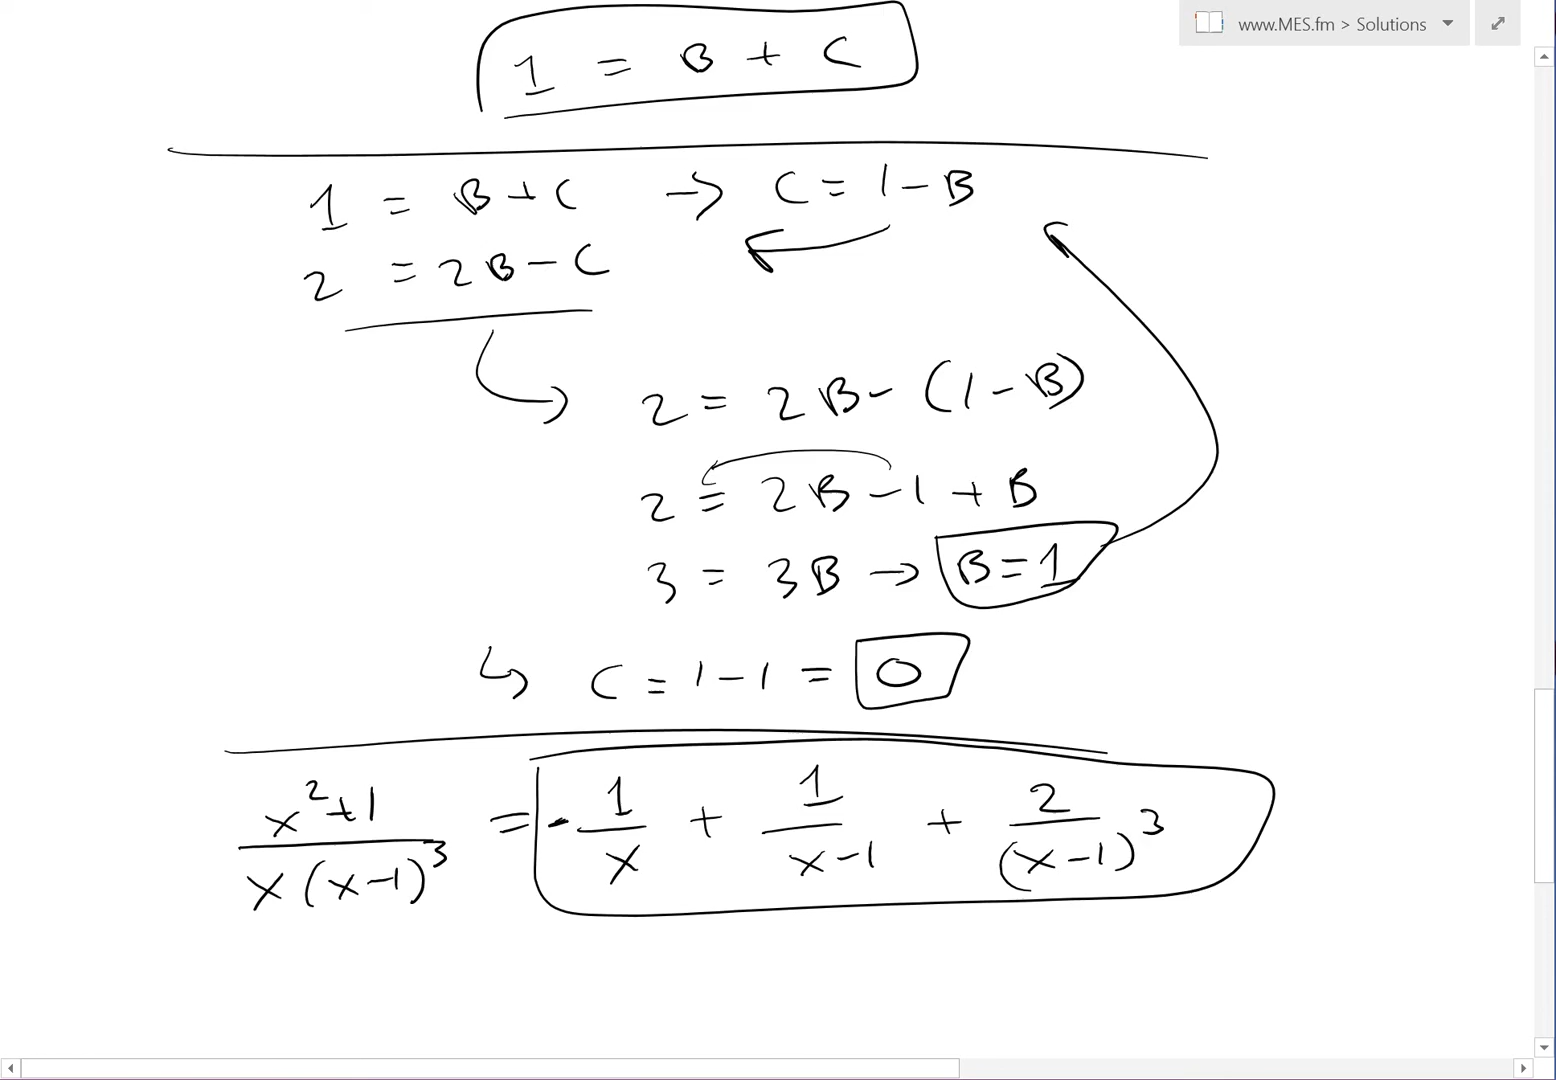 www.MES.fm > Solutions
1 = B + C
1 = B + C → C = 1 - B
2 = 2B - C
2 = 2B - (1 - B)
2 = 2B - 1 + B
3 = 3B → B = 1
↳ C = 1 - 1 = 0
x²+1 / x(x-1)³ = -1/x + 1/x-1 + 2/(x-1)³